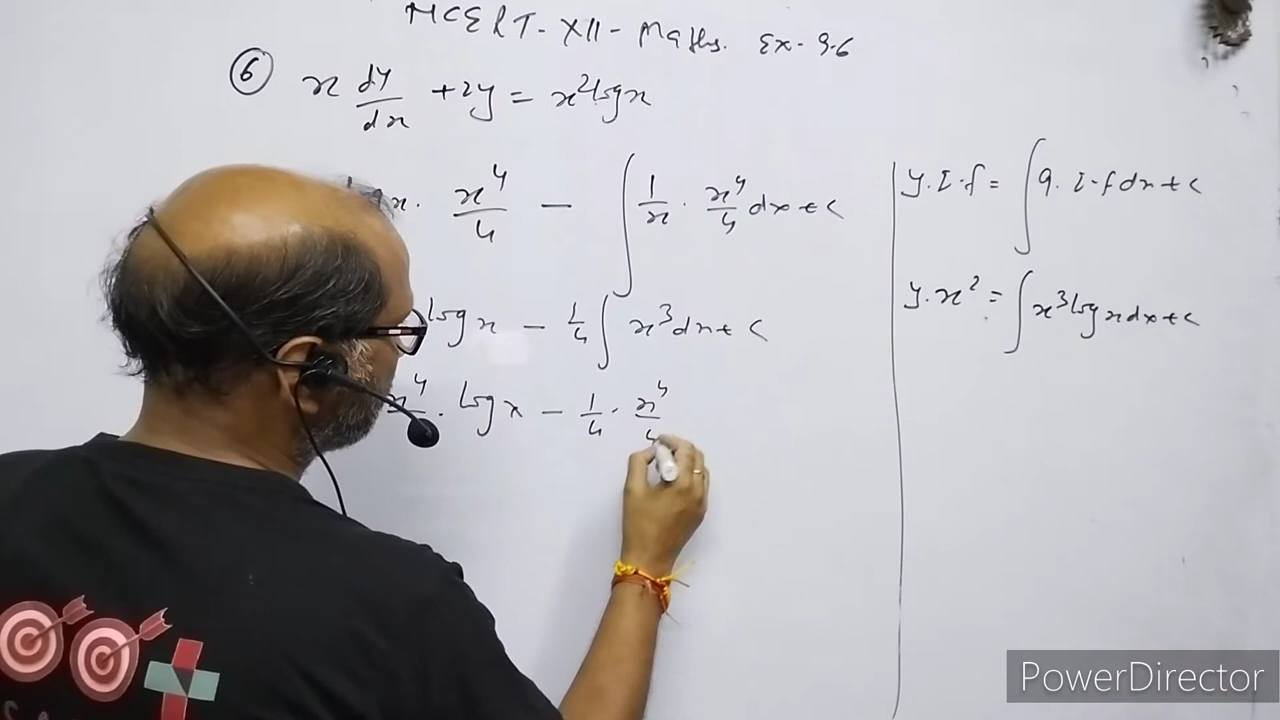 NCERT - XII - Maths. Ex - 9.6
⑥ x dy/dx + 2y = x² log x
x⁴/4 − ∫ 1/x · x⁴/4 dx + c
log x − 1/4 ∫ x³ dx + c
x⁴ · log x − 1/4 · x⁴/4
y. I.f = ∫ Q. I.f dx + c
y. x² = ∫ x³ log x dx + c
PowerDirector